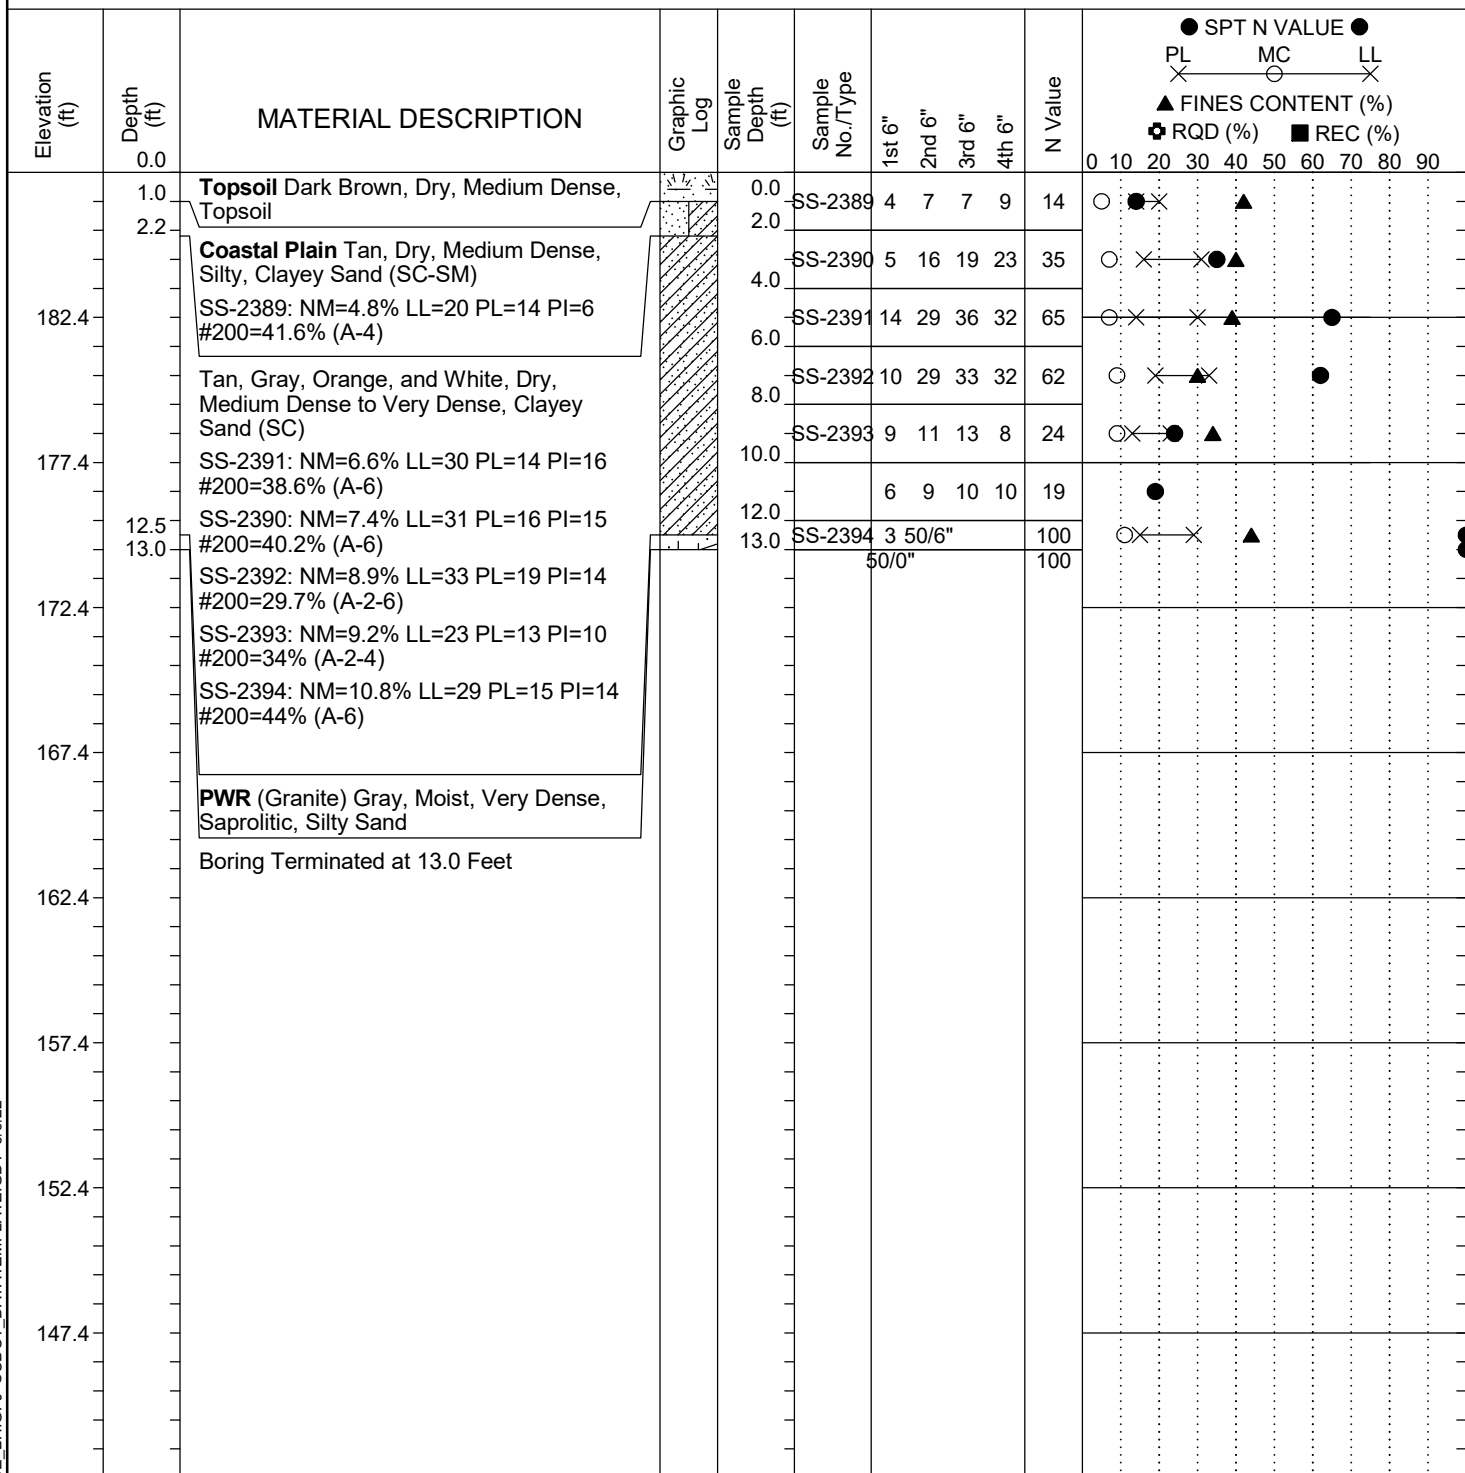 ● SPT N VALUE ●
PL MC LL
▲ FINES CONTENT (%)
RQD (%) ■ REC (%)
0 10 20 30 40 50 60 70 80 90
Elevation (ft)
Depth (ft)
0.0
MATERIAL DESCRIPTION
Graphic Log
Sample Depth (ft)
Sample No./Type
1st 6"
2nd 6"
3rd 6"
4th 6"
N Value
1.0
2.2
12.5
13.0
182.4
177.4
172.4
167.4
162.4
157.4
152.4
147.4
Topsoil Dark Brown, Dry, Medium Dense,
Topsoil
Coastal Plain Tan, Dry, Medium Dense,
Silty, Clayey Sand (SC-SM)
SS-2389: NM=4.8% LL=20 PL=14 PI=6
#200=41.6% (A-4)
Tan, Gray, Orange, and White, Dry,
Medium Dense to Very Dense, Clayey
Sand (SC)
SS-2391: NM=6.6% LL=30 PL=14 PI=16
#200=38.6% (A-6)
SS-2390: NM=7.4% LL=31 PL=16 PI=15
#200=40.2% (A-6)
SS-2392: NM=8.9% LL=33 PL=19 PI=14
#200=29.7% (A-2-6)
SS-2393: NM=9.2% LL=23 PL=13 PI=10
#200=34% (A-2-4)
SS-2394: NM=10.8% LL=29 PL=15 PI=14
#200=44% (A-6)
PWR (Granite) Gray, Moist, Very Dense,
Saprolitic, Silty Sand
Boring Terminated at 13.0 Feet
0.0
2.0
4.0
6.0
8.0
10.0
12.0
13.0
SS-2389 4 7 7 9 14
SS-2390 5 16 19 23 35
SS-2391 14 29 36 32 65
SS-2392 10 29 33 32 62
SS-2393 9 11 13 8 24
6 9 10 10 19
SS-2394 3 50/6" 100
50/0" 100